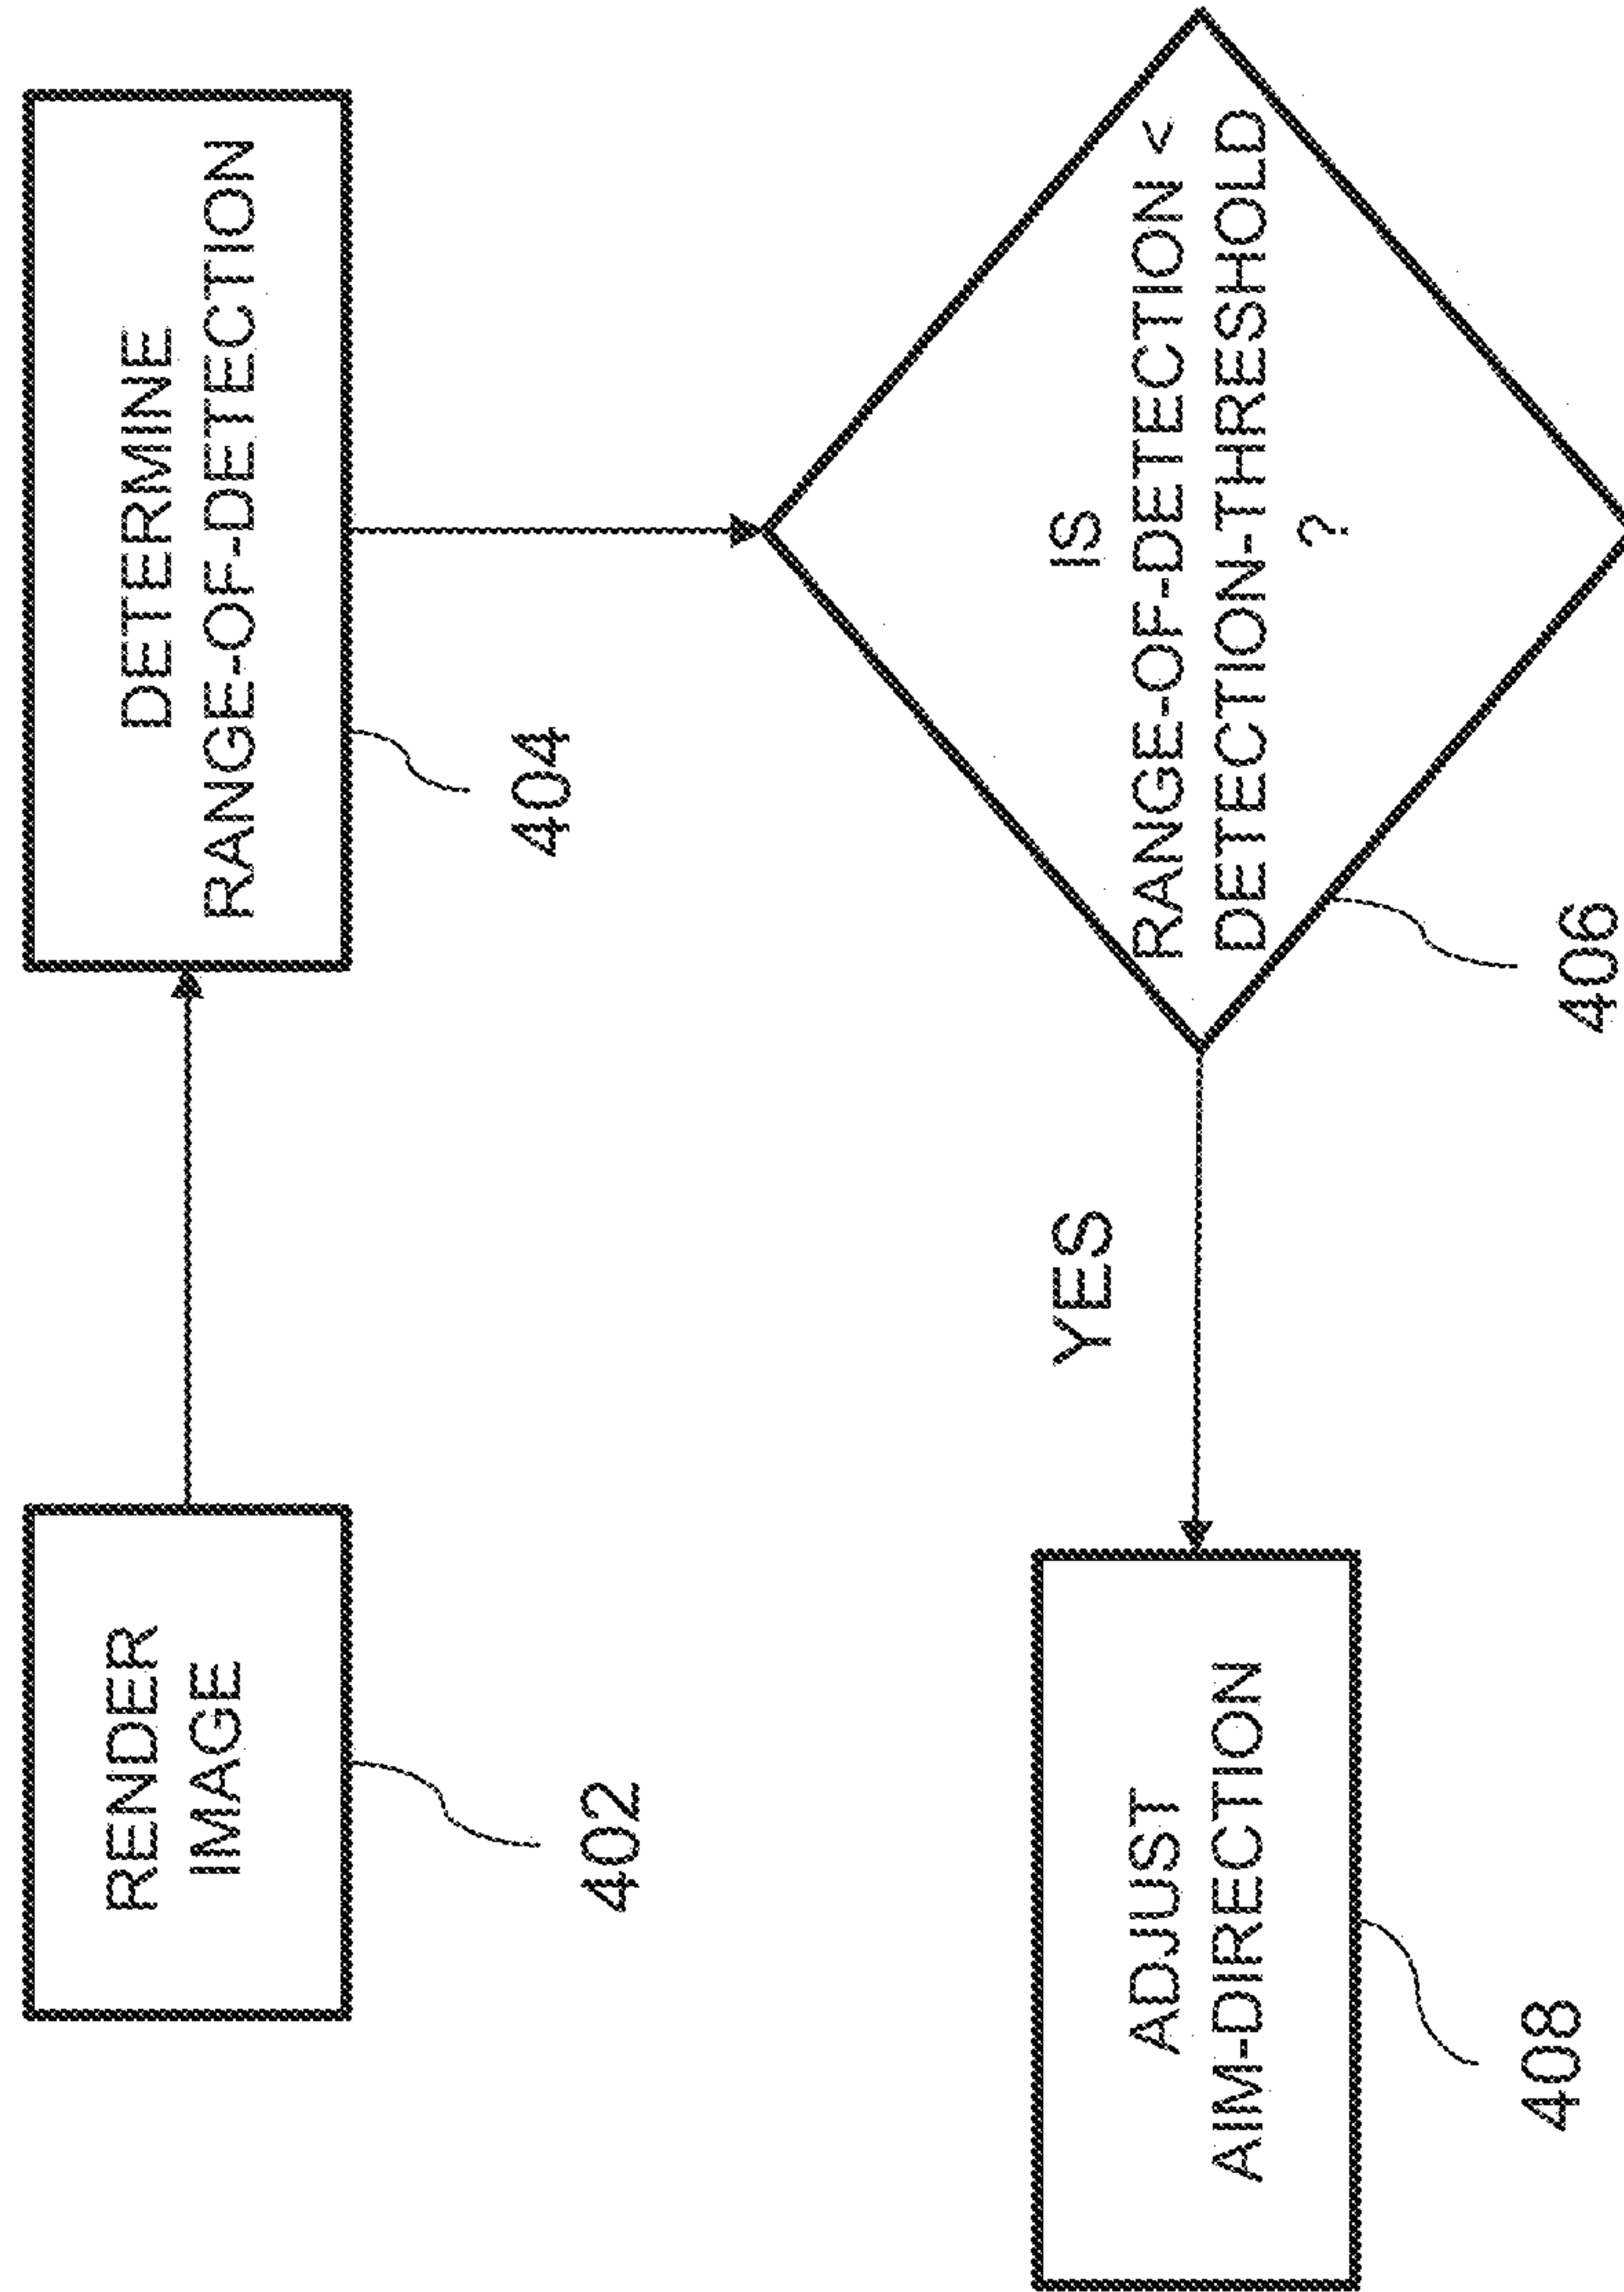 RENDER
IMAGE
402
DETERMINE
RANGE-OF-DETECTION
404
IS
RANGE-OF-DETECTION <
DETECTION-THRESHOLD
?
406
YES
ADJUST
AIM-DIRECTION
408